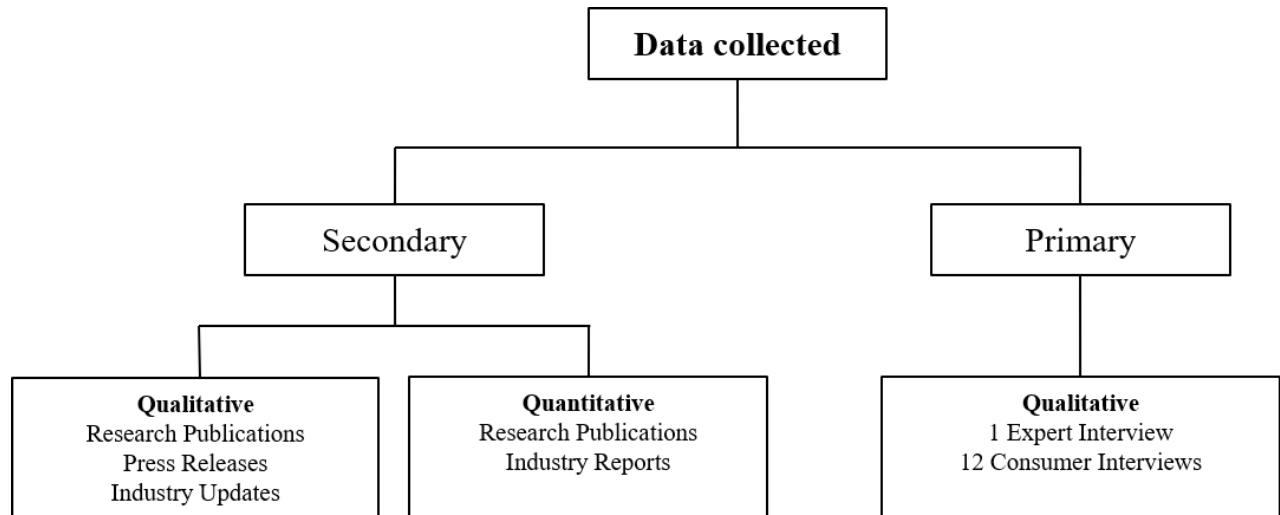 Data collected
Secondary
Primary
Qualitative
Research Publications
Press Releases
Industry Updates
Quantitative
Research Publications
Industry Reports
Qualitative
1 Expert Interview
12 Consumer Interviews